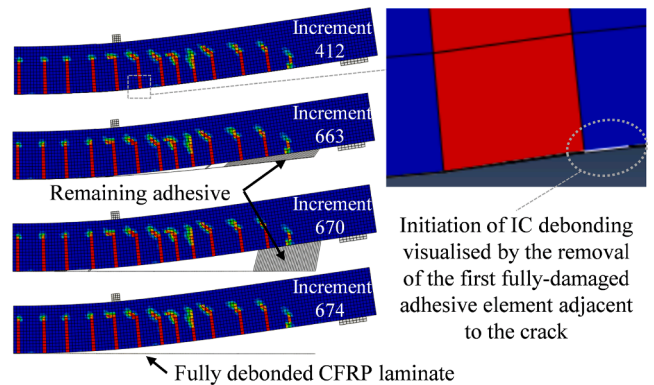 Increment
412
Increment
663
Remaining adhesive
Increment
670
Increment
674
Fully debonded CFRP laminate
Initiation of IC debonding
visualised by the removal
of the first fully-damaged
adhesive element adjacent
to the crack